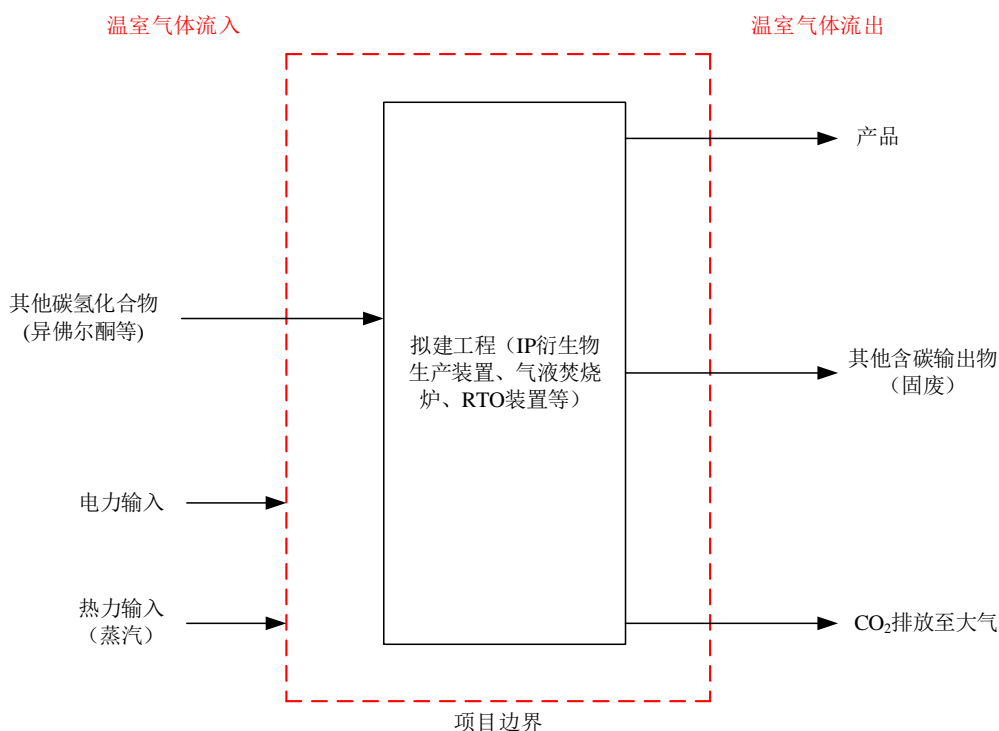 温室气体流入
温室气体流出
产品
其他碳氢化合物
(异佛尔酮等)
拟建工程（IP衍生物
生产装置、气液焚烧
炉、RTO装置等）
其他含碳输出物
（固废）
电力输入
热力输入
（蒸汽）
CO₂排放至大气
项目边界